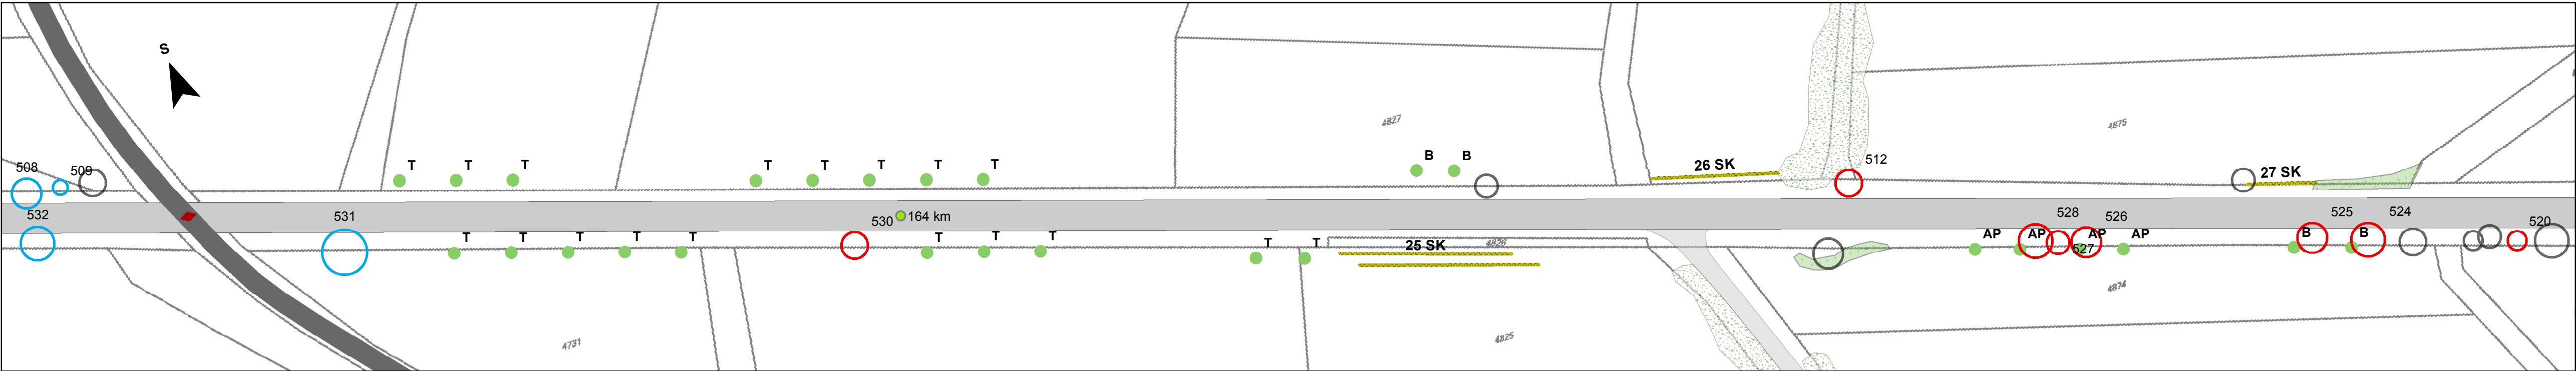 S
4827
B B
26 SK
4875
508
509
T T T
T T T T T
512
27 SK
532
531
530
164 km
528
526
525
524
520
T T T T T
T T T
T T
25 SK
4826
AP AP AP AP
527
B B
4731
4825
4874